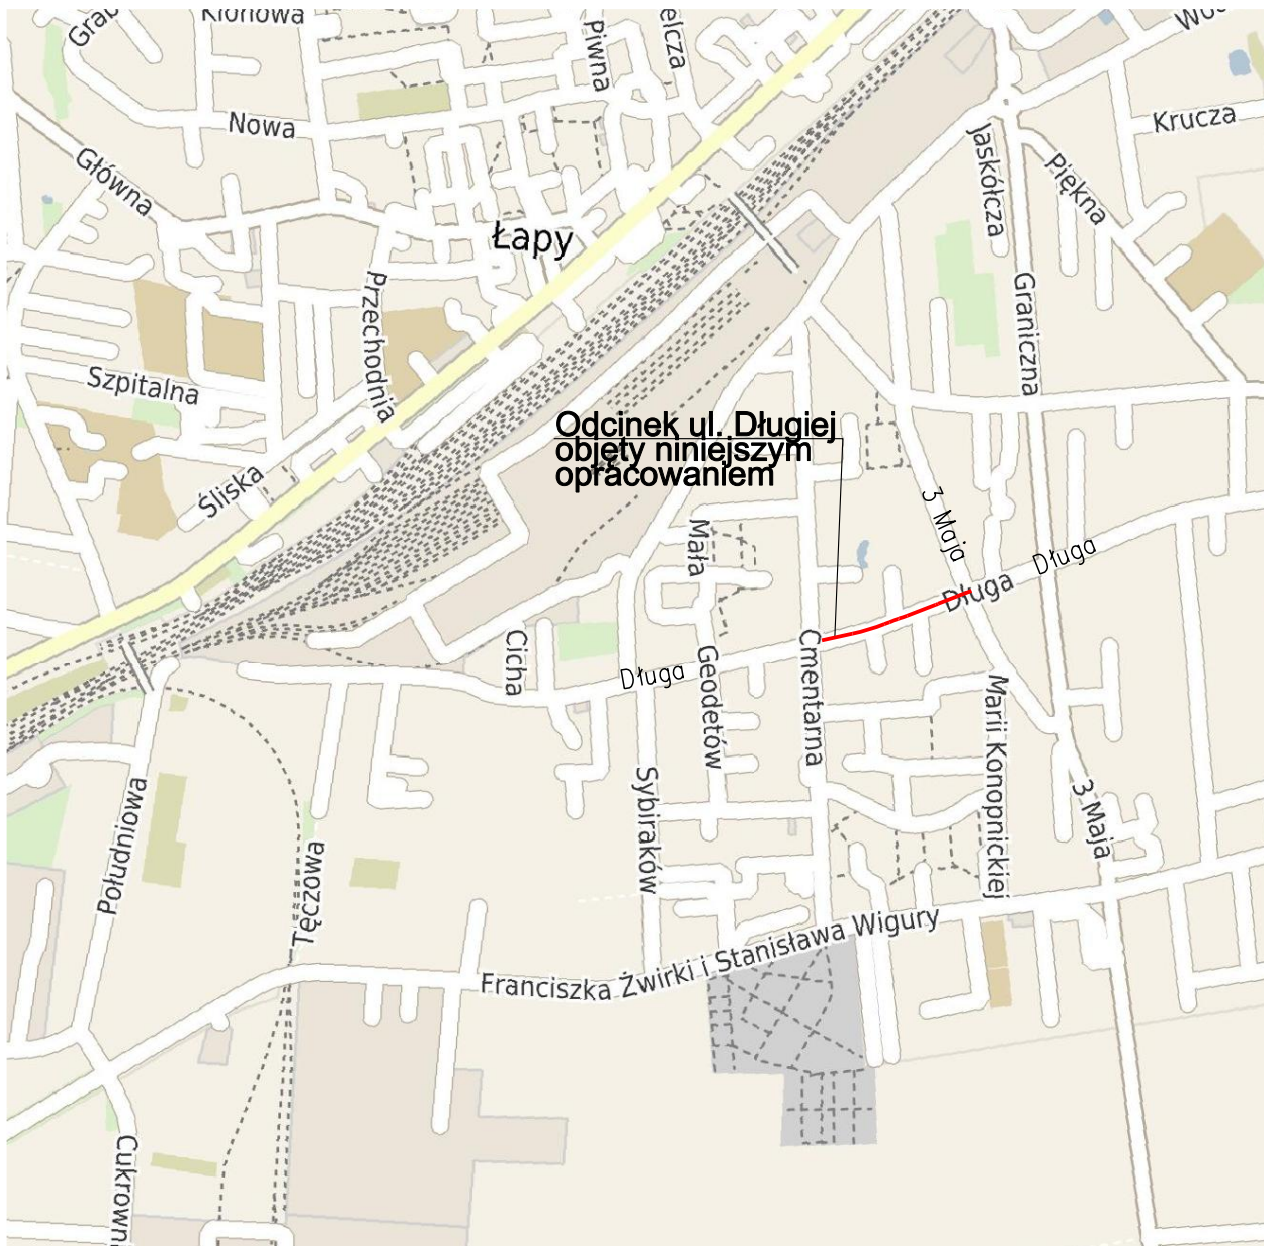 Klonowa
Piwna
Nowa
Krucza
Główna
Jaskółcza
Piękna
Łapy
Przechodnia
Graniczna
Szpitalna
Odcinek ul. Długiej
objęty niniejszym
opracowaniem
Śliska
3 Maja
Mała
Długa
Długa
Cicha
Długa
Geodetów
Cmentarna
Marii Konopnickiej
Południowa
Sybiraków
3 Maja
Tęczowa
Franciszka Żwirki i Stanisława Wigury
Cukrown